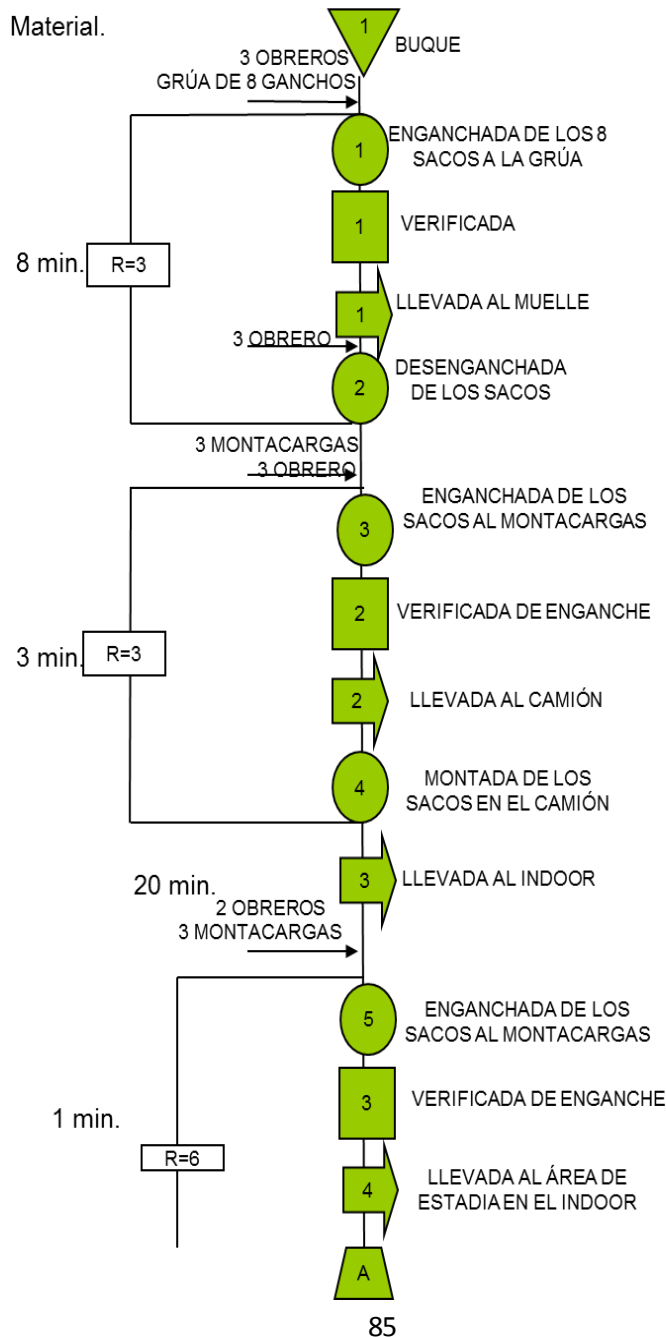 Material.
1
BUQUE
3 OBREROS
GRÚA DE 8 GANCHOS
1
ENGANCHADA DE LOS 8
SACOS A LA GRÚA
1
VERIFICADA
8 min.
R=3
1
LLEVADA AL MUELLE
3 OBRERO
2
DESENGANCHADA
DE LOS SACOS
3 MONTACARGAS
3 OBRERO
3
ENGANCHADA DE LOS
SACOS AL MONTACARGAS
2
VERIFICADA DE ENGANCHE
3 min.
R=3
2
LLEVADA AL CAMIÓN
4
MONTADA DE LOS
SACOS EN EL CAMIÓN
20 min.
3
LLEVADA AL INDOOR
2 OBREROS
3 MONTACARGAS
5
ENGANCHADA DE LOS
SACOS AL MONTACARGAS
3
VERIFICADA DE ENGANCHE
1 min.
R=6
4
LLEVADA AL ÁREA DE
ESTADIA EN EL INDOOR
A
85